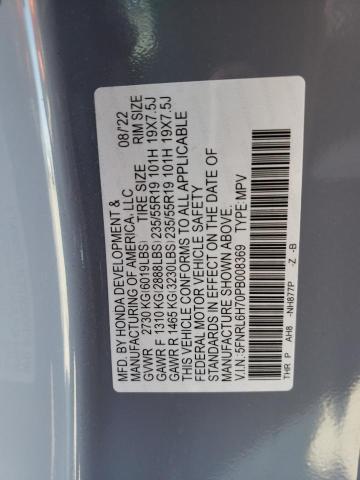 MFD. BY HONDA DEVELOPMENT &
MANUFACTURING OF AMERICA, LLC 08/'22
GVWR 2730 KG(6019LBS) TIRE SIZE RIM SIZE
GAWR F 1310 KG(2888LBS) 235/55R19 101H 19X7.5J
GAWR R 1465 KG(3230LBS) 235/55R19 101H 19X7.5J
THIS VEHICLE CONFORMS TO ALL APPLICABLE
FEDERAL MOTOR VEHICLE SAFETY
STANDARDS IN EFFECT ON THE DATE OF
MANUFACTURE SHOWN ABOVE.
V.I.N. 5FNRL6H70PB008369 TYPE: MPV
THR P AH8 -NH877P -Z -B